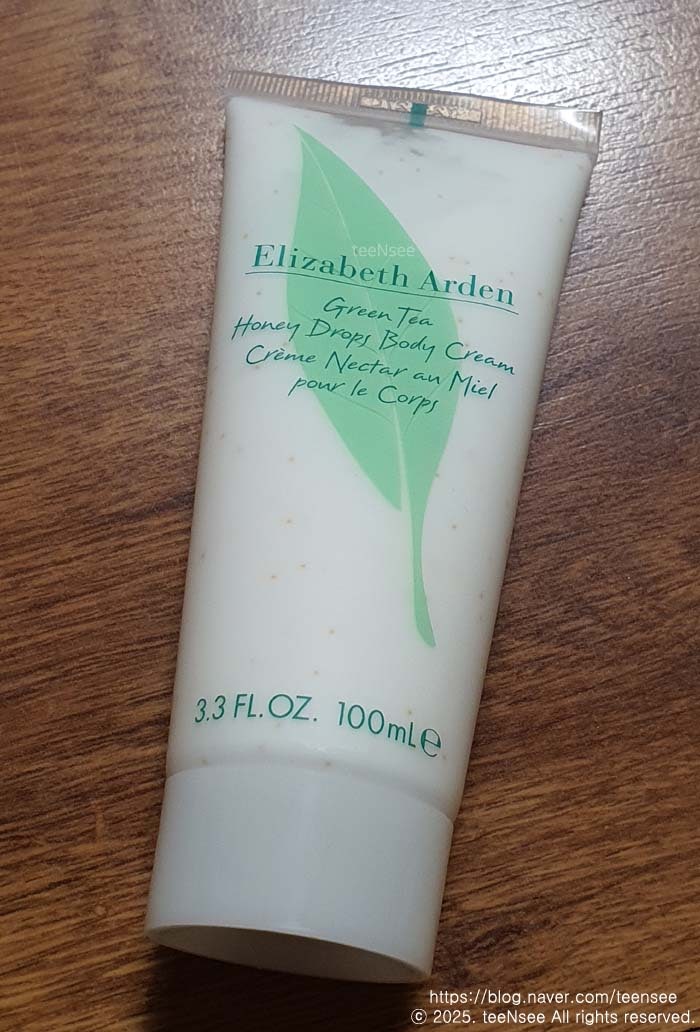 teeNsee
Elizabeth Arden
Green Tea
Honey Drops Body Cream
Crème Nectar au Miel
pour le Corps
3.3 FL.OZ. 100mL℮
https://blog.naver.com/teensee
© 2025. teeNsee All rights reserved.